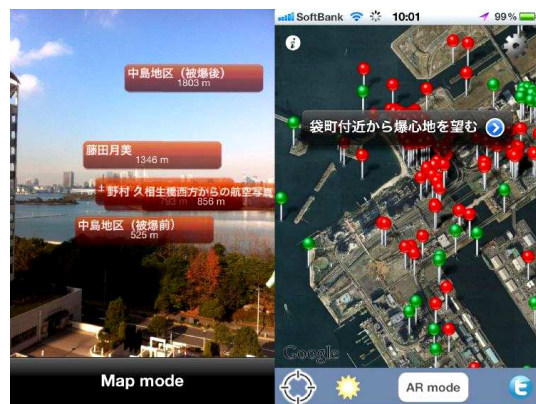 中島地区（被爆後）
1803 m
藤田月美
1346 m
野村 久相生橋西方からの航空写真
793 m 856 m
中島地区（被爆前）
525 m
Map mode
SoftBank 10:01 99%
袋町付近から爆心地を望む
Google
AR mode